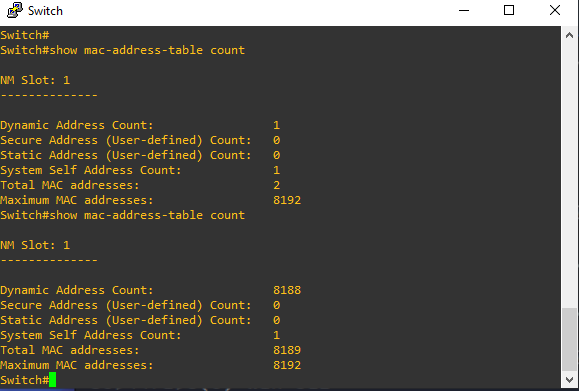 Switch
Switch#
Switch#show mac-address-table count
NM Slot: 1
--------------
Dynamic Address Count: 1
Secure Address (User-defined) Count: 0
Static Address (User-defined) Count: 0
System Self Address Count: 1
Total MAC addresses: 2
Maximum MAC addresses: 8192
Switch#show mac-address-table count
NM Slot: 1
--------------
Dynamic Address Count: 8188
Secure Address (User-defined) Count: 0
Static Address (User-defined) Count: 0
System Self Address Count: 1
Total MAC addresses: 8189
Maximum MAC addresses: 8192
Switch#